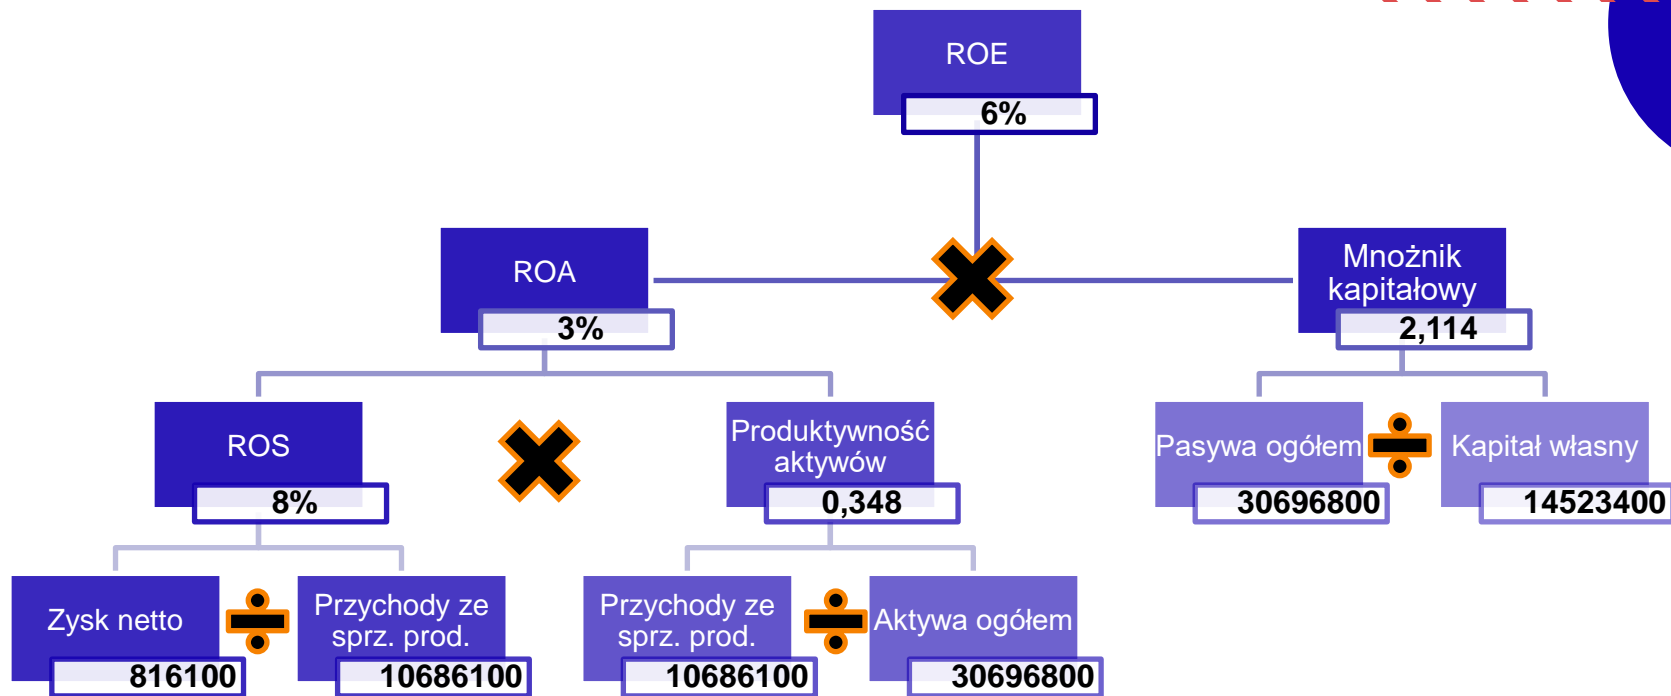 ROE
6%
ROA
3%
Mnożnik
kapitałowy
2,114
ROS
8%
Produktywność
aktywów
0,348
Pasywa ogółem
30696800
Kapitał własny
14523400
Zysk netto
816100
Przychody ze
sprz. prod.
10686100
Przychody ze
sprz. prod.
10686100
Aktywa ogółem
30696800